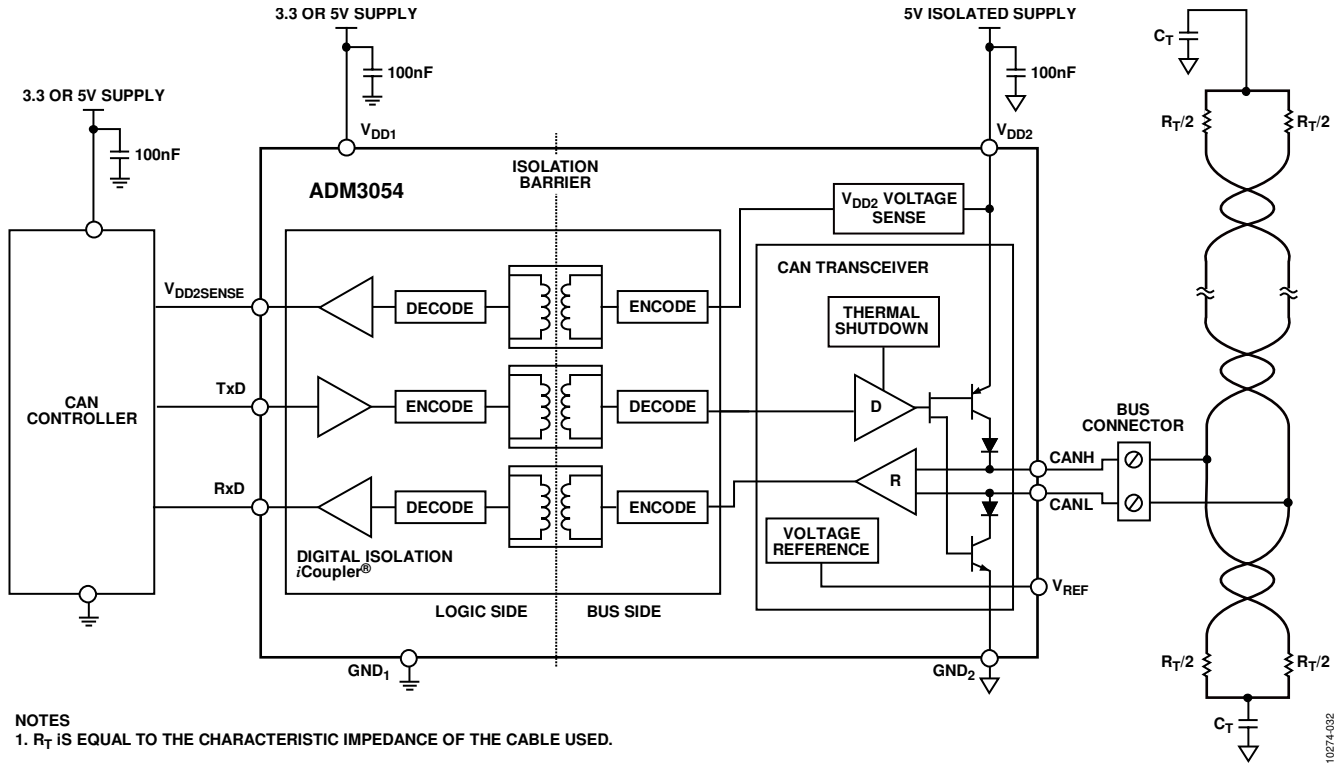 3.3 OR 5V SUPPLY
100nF
3.3 OR 5V SUPPLY
100nF
5V ISOLATED SUPPLY
100nF
VDD1
VDD2
ADM3054
ISOLATION
BARRIER
VDD2 VOLTAGE
SENSE
CAN
CONTROLLER
VDD2SENSE
TxD
RxD
DECODE
ENCODE
ENCODE
DECODE
DECODE
ENCODE
DIGITAL ISOLATION
iCoupler®
LOGIC SIDE
BUS SIDE
CAN TRANSCEIVER
THERMAL
SHUTDOWN
D
R
VOLTAGE
REFERENCE
CANH
CANL
VREF
GND1
GND2
BUS
CONNECTOR
CT
RT/2
RT/2
RT/2
RT/2
CT
NOTES
1. RT IS EQUAL TO THE CHARACTERISTIC IMPEDANCE OF THE CABLE USED.
10274-032